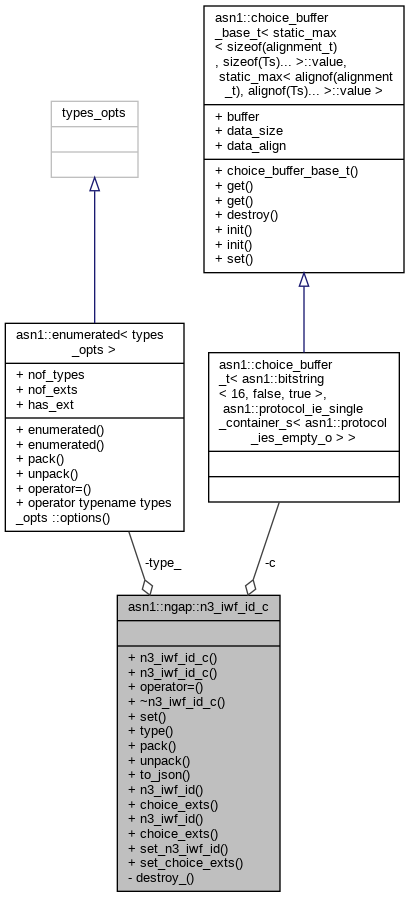 asn1::choice_buffer
_base_t< static_max
< sizeof(alignment_t)
, sizeof(Ts)... >::value,
static_max< alignof(alignment
_t), alignof(Ts)... >::value >
+ buffer
+ data_size
+ data_align
+ choice_buffer_base_t()
+ get()
+ get()
+ destroy()
+ init()
+ init()
+ set()
types_opts
asn1::enumerated< types
_opts >
+ nof_types
+ nof_exts
+ has_ext
+ enumerated()
+ enumerated()
+ pack()
+ unpack()
+ operator=()
+ operator typename types
_opts ::options()
asn1::choice_buffer
_t< asn1::bitstring
< 16, false, true >,
asn1::protocol_ie_single
_container_s< asn1::protocol
_ies_empty_o > >
-type_
-c
asn1::ngap::n3_iwf_id_c
+ n3_iwf_id_c()
+ n3_iwf_id_c()
+ operator=()
+ ~n3_iwf_id_c()
+ set()
+ type()
+ pack()
+ unpack()
+ to_json()
+ n3_iwf_id()
+ choice_exts()
+ n3_iwf_id()
+ choice_exts()
+ set_n3_iwf_id()
+ set_choice_exts()
- destroy_()